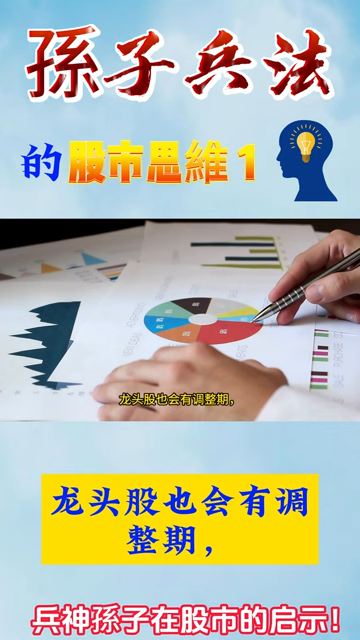 孫子兵法
的股市思維1
龙头股也会有调整期，
龙头股也会有调
整期，
兵神孫子在股市的启示！